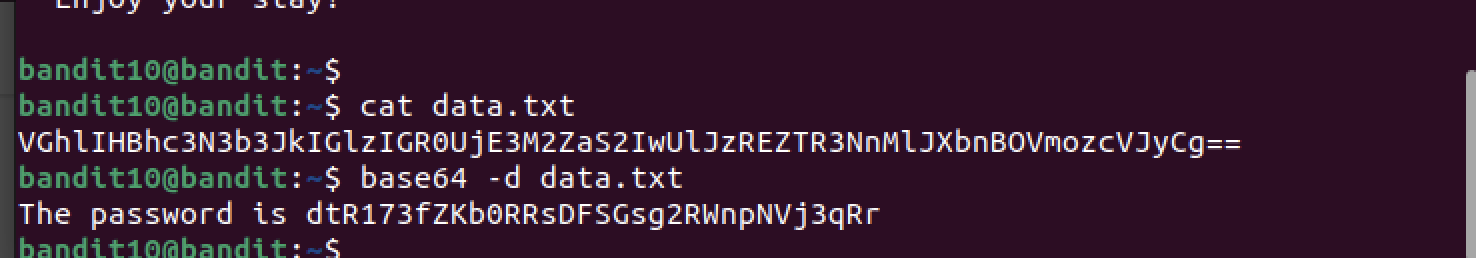 Enjoy your stay!
bandit10@bandit:~$
bandit10@bandit:~$ cat data.txt
VGhlIHBhc3N3b3JkIGlzIGR0UjE3M2ZaS2IwUlJzREZTR3NnMlJXbnBOVmozcVJyCg==
bandit10@bandit:~$ base64 -d data.txt
The password is dtR173fZKb0RRsDFSGsg2RWnpNVj3qRr
bandit10@bandit:~$